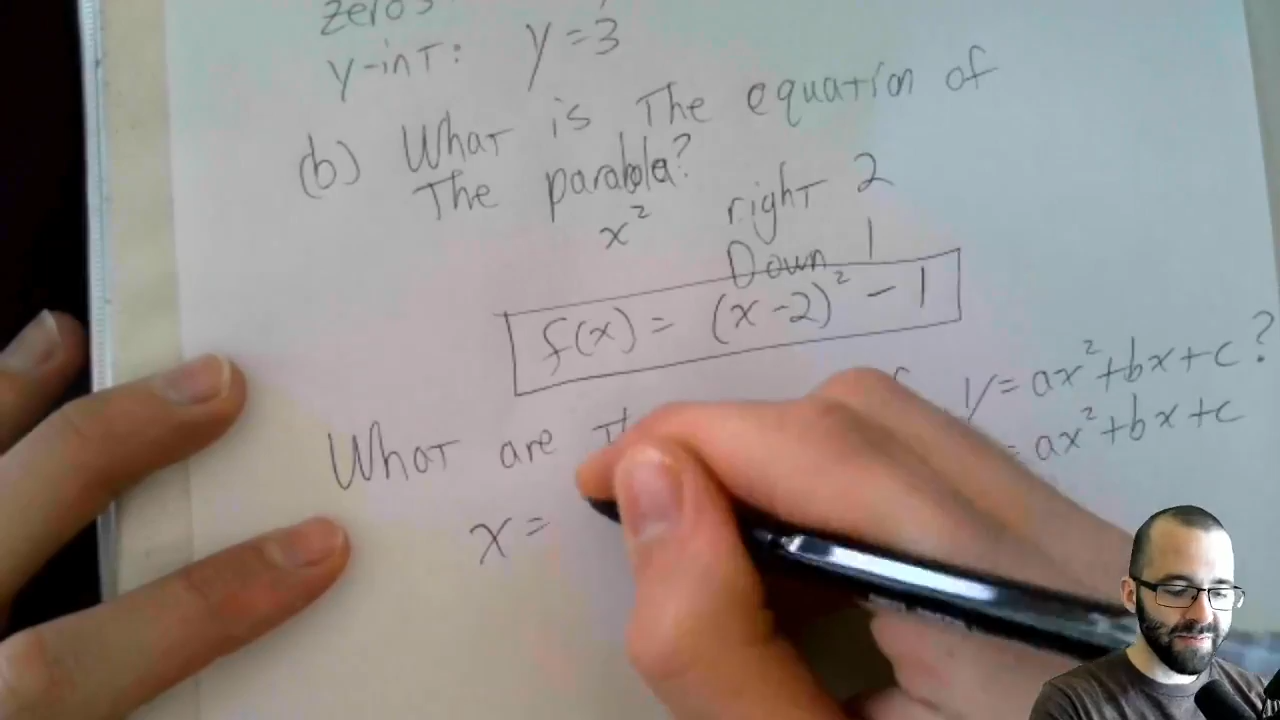 zeros
y-int: y=3
(b) What is The equation of
The parabola?
x² right 2
Down 1
f(x) = (x-2)² - 1
What are y=ax²+bx+c?
=ax²+bx+c
x=